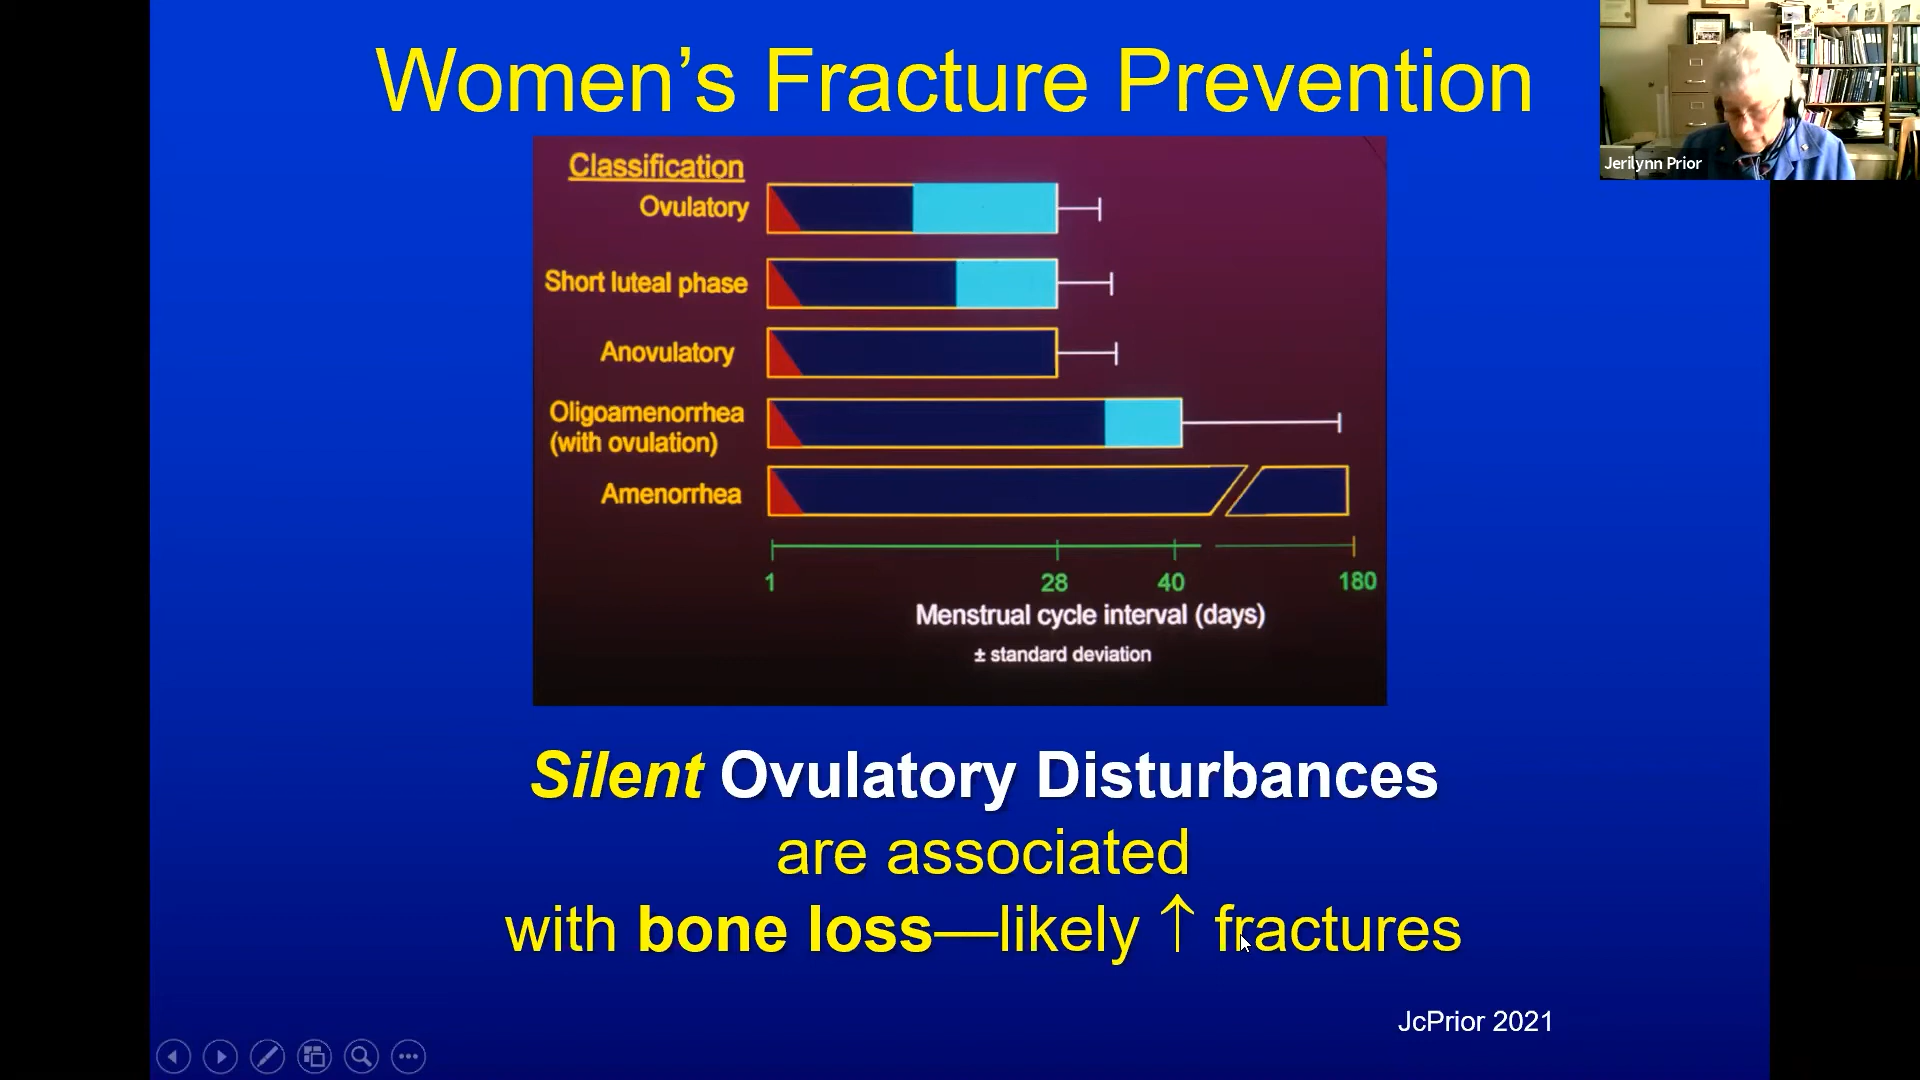 Women's Fracture Prevention
Jerilynn Prior
Classification
Ovulatory
Short luteal phase
Anovulatory
Oligoamenorrhea
(with ovulation)
Amenorrhea
1 28 40 180
Menstrual cycle interval (days)
± standard deviation
Silent Ovulatory Disturbances
are associated
with bone loss—likely ↑ fractures
JcPrior 2021